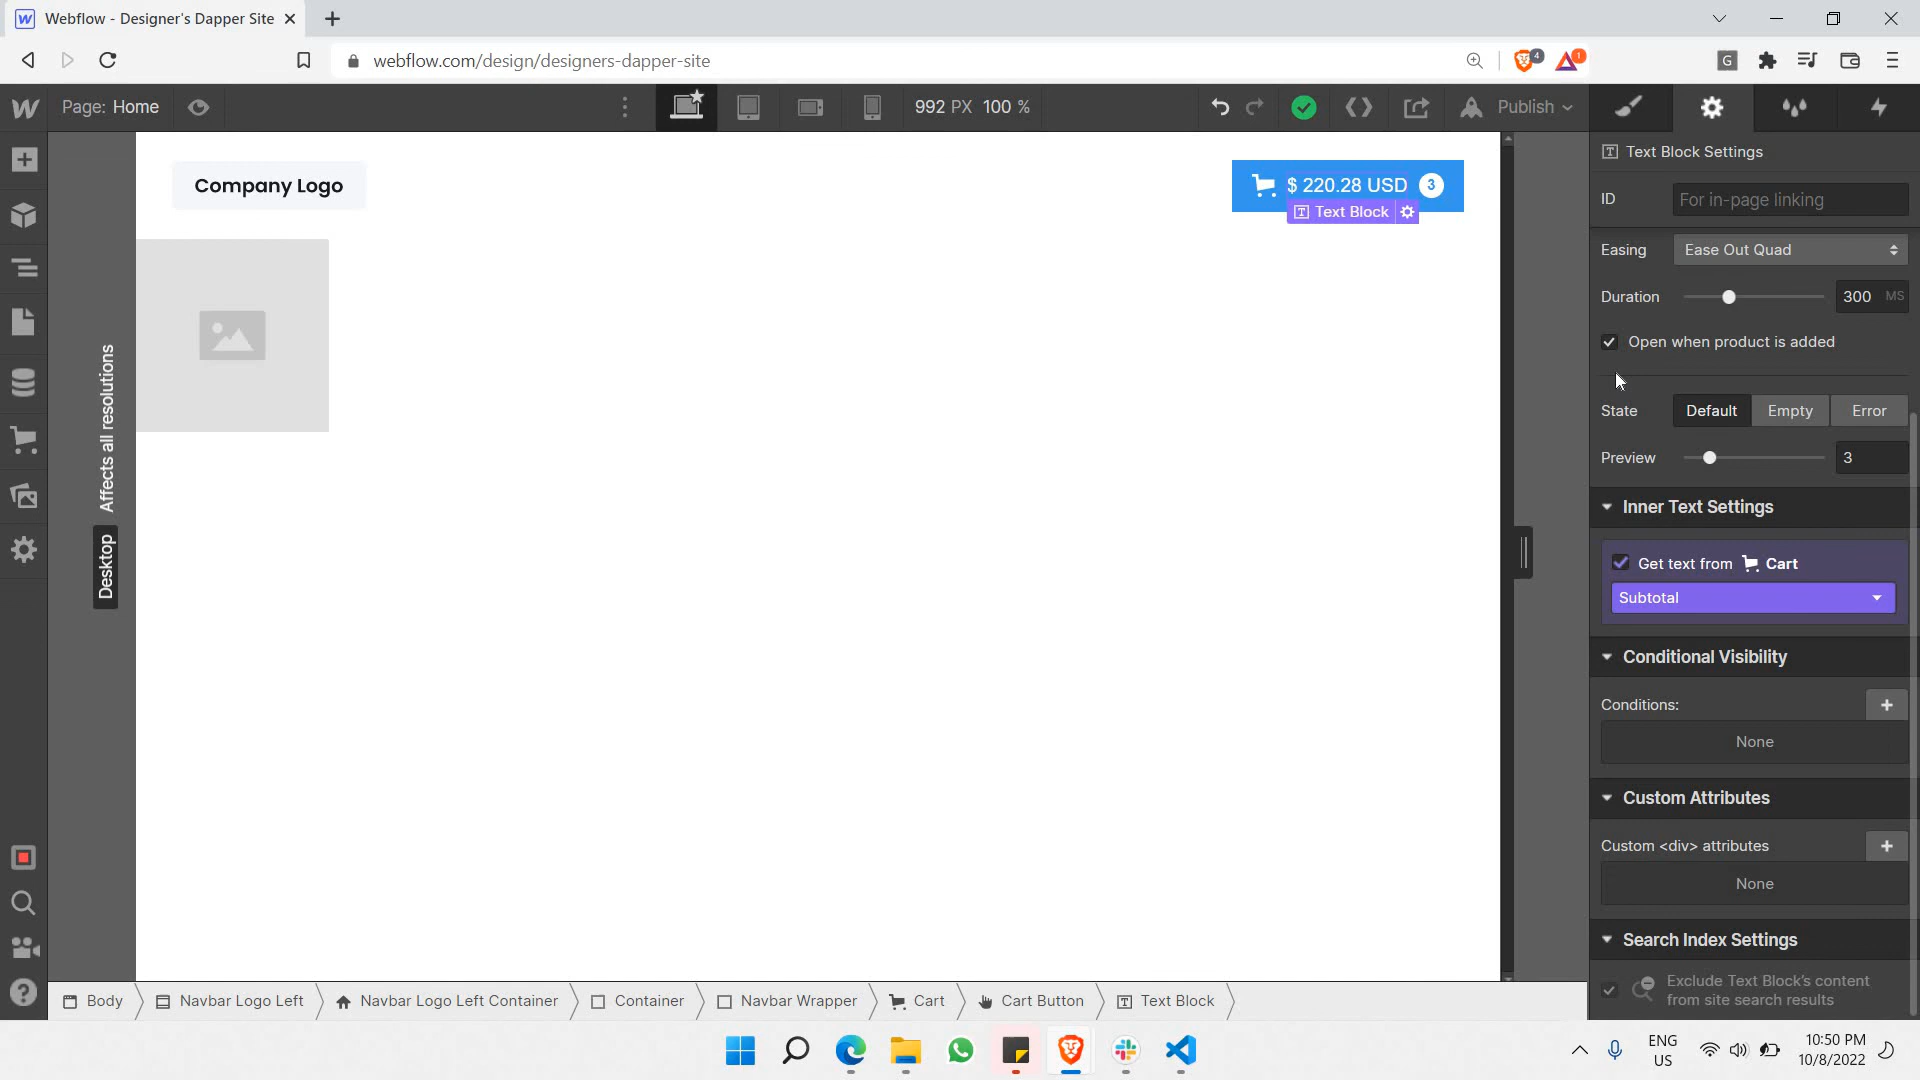 Webflow - Designer's Dapper Site
webflow.com/design/designers-dapper-site
G
4
1
Page: Home
992 PX 100 %
Publish
Company Logo
$ 220.28 USD 3
Text Block
Affects all resolutions
Desktop
Text Block Settings
ID For in-page linking
Easing Ease Out Quad
Duration 300 MS
Open when product is added
State Default Empty Error
Preview 3
Inner Text Settings
Get text from Cart
Subtotal
Conditional Visibility
Conditions:
None
Custom Attributes
Custom <div> attributes
None
Search Index Settings
Exclude Text Block's content
from site search results
Body Navbar Logo Left Navbar Logo Left Container Container Navbar Wrapper Cart Cart Button Text Block
ENG
US
10:50 PM
10/8/2022